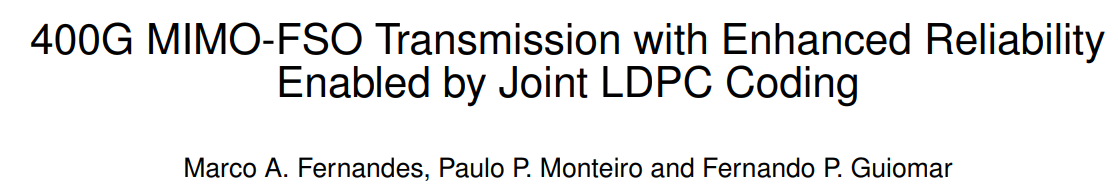 400G MIMO-FSO Transmission with Enhanced Reliability
Enabled by Joint LDPC Coding
Marco A. Fernandes, Paulo P. Monteiro and Fernando P. Guiomar